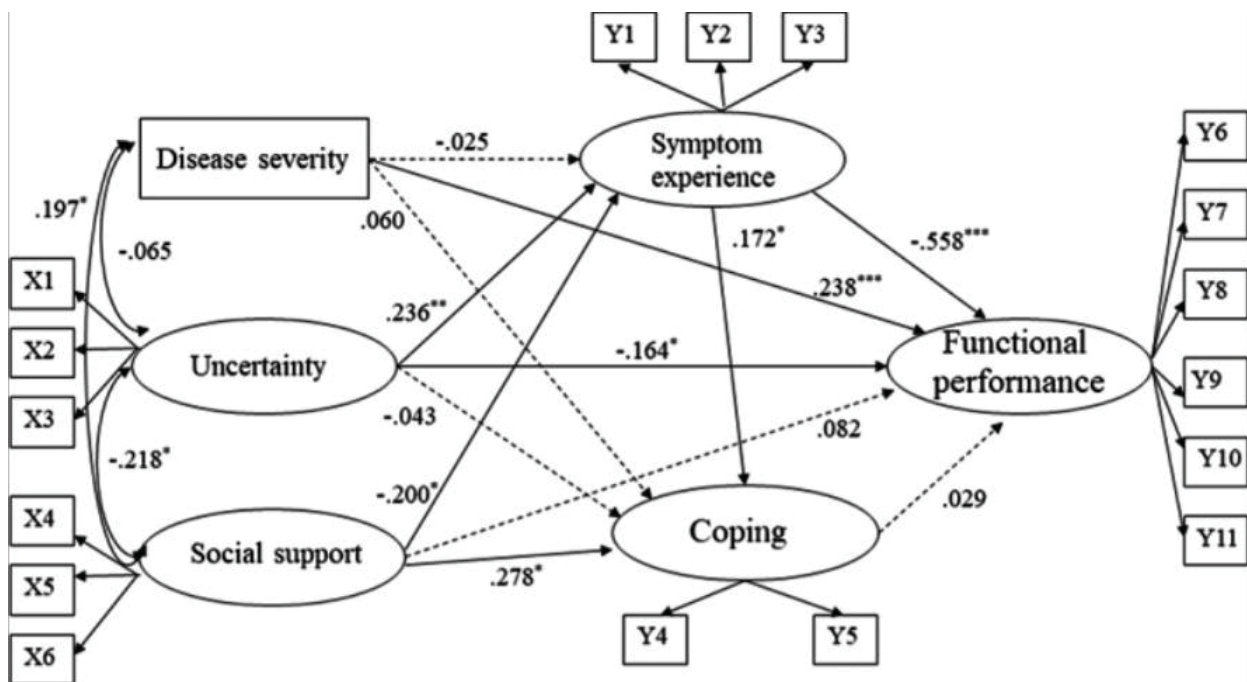 Y1
Y2
Y3
Disease severity
-.025
Symptom
experience
Y6
.197*
.060
.172*
-.558***
Y7
-.065
X1
.236**
.238***
Y8
X2
Uncertainty
-.164*
Functional
performance
Y9
X3
-.043
.082
-.218*
Y10
-.200*
.029
X4
Coping
Y11
Social support
X5
.278*
Y4
Y5
X6